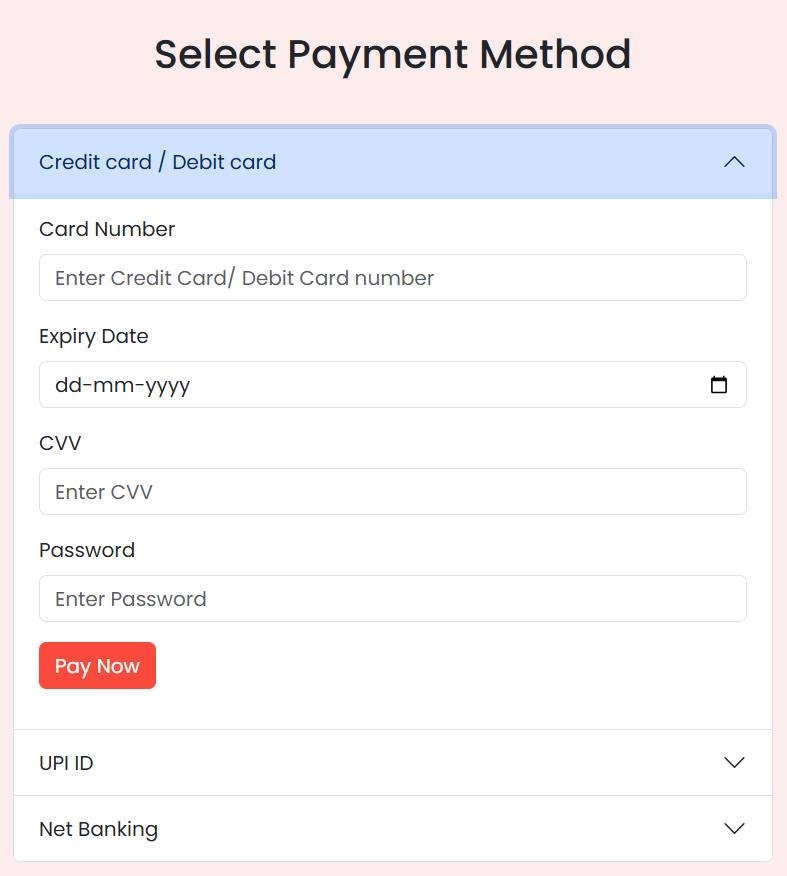 Select Payment Method
Credit card / Debit card
Card Number
Enter Credit Card/ Debit Card number
Expiry Date
dd-mm-yyyy
CVV
Enter CVV
Password
Enter Password
Pay Now
UPI ID
Net Banking